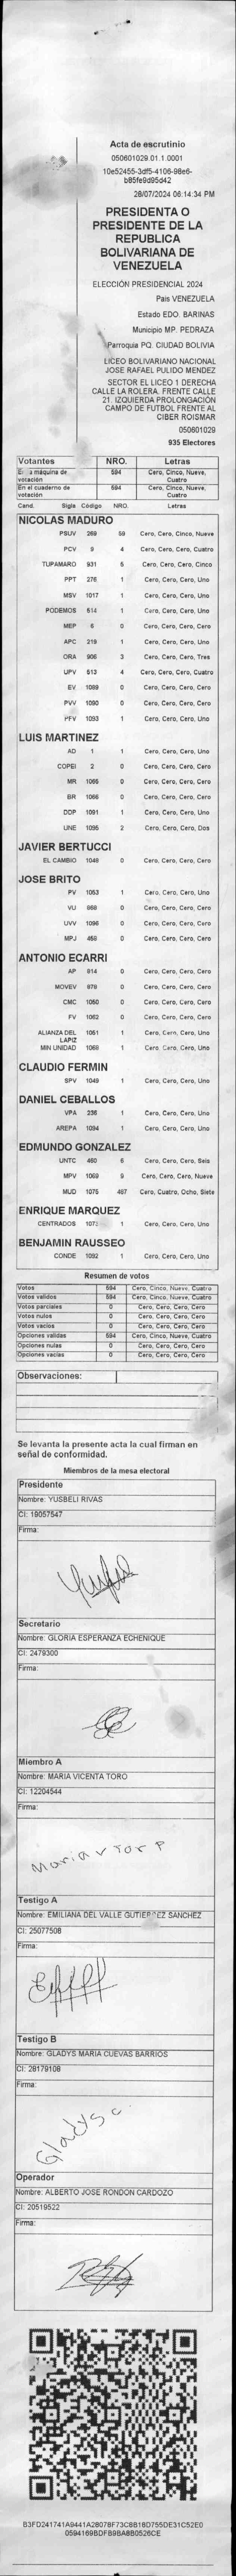 Acta de escrutinio
050601029.01.1.0001
10e52455-3df5-4106-98e6-
b85fe9d95d42
28/07/2024 06:14:34 PM
PRESIDENTA O
PRESIDENTE DE LA
REPUBLICA
BOLIVARIANA DE
VENEZUELA
ELECCIÓN PRESIDENCIAL 2024
Pais VENEZUELA
Estado EDO. BARINAS
Municipio MP. PEDRAZA
Parroquia PQ. CIUDAD BOLIVIA
LICEO BOLIVARIANO NACIONAL
JOSE RAFAEL PULIDO MENDEZ
SECTOR EL LICEO 1 DERECHA
CALLE LA ROLERA. FRENTE CALLE
21. IZQUIERDA PROLONGACIÓN
CAMPO DE FUTBOL FRENTE AL
CIBER ROISMAR
050601029
935 Electores
Votantes NRO. Letras
máquina de votación 594 Cero, Cinco, Nueve, Cuatro
En el cuaderno de votación 594 Cero, Cinco, Nueve, Cuatro
Cand. Sigla Código NRO. Letras
NICOLAS MADURO
PSUV 269 59 Cero, Cero, Cinco, Nueve
PCV 9 4 Cero, Cero, Cero, Cuatro
TUPAMARO 931 5 Cero, Cero, Cero, Cinco
PPT 276 1 Cero, Cero, Cero, Uno
MSV 1017 1 Cero, Cero, Cero, Uno
PODEMOS 514 1 Cero, Cero, Cero, Uno
MEP 6 0 Cero, Cero, Cero, Cero
APC 219 1 Cero, Cero, Cero, Uno
ORA 906 3 Cero, Cero, Cero, Tres
UPV 513 4 Cero, Cero, Cero, Cuatro
EV 1089 0 Cero, Cero, Cero, Cero
PVV 1090 0 Cero, Cero, Cero, Cero
PFV 1093 1 Cero, Cero, Cero, Uno
LUIS MARTINEZ
AD 1 1 Cero, Cero, Cero, Uno
COPEI 2 0 Cero, Cero, Cero, Cero
MR 1065 0 Cero, Cero, Cero, Cero
BR 1086 0 Cero, Cero, Cero, Cero
DDP 1091 1 Cero, Cero, Cero, Uno
UNE 1095 2 Cero, Cero, Cero, Dos
JAVIER BERTUCCI
EL CAMBIO 1048 0 Cero, Cero, Cero, Cero
JOSE BRITO
PV 1053 1 Cero, Cero, Cero, Uno
VU 868 0 Cero, Cero, Cero, Cero
UVV 1096 0 Cero, Cero, Cero, Cero
MPJ 459 0 Cero, Cero, Cero, Cero
ANTONIO ECARRI
AP 914 0 Cero, Cero, Cero, Cero
MOVEV 979 0 Cero, Cero, Cero, Cero
CMC 1050 0 Cero, Cero, Cero, Cero
FV 1062 0 Cero, Cero, Cero, Cero
ALIANZA DEL LAPIZ 1051 1 Cero, Cero, Cero, Uno
MIN UNIDAD 1068 1 Cero, Cero, Cero, Uno
CLAUDIO FERMIN
SPV 1049 1 Cero, Cero, Cero, Uno
DANIEL CEBALLOS
VPA 236 1 Cero, Cero, Cero, Uno
AREPA 1094 1 Cero, Cero, Cero, Uno
EDMUNDO GONZALEZ
UNTC 460 6 Cero, Cero, Cero, Seis
MPV 1069 9 Cero, Cero, Cero, Nueve
MUD 1075 487 Cero, Cuatro, Ocho, Siete
ENRIQUE MARQUEZ
CENTRADOS 1 Cero, Cero, Cero, Uno
BENJAMIN RAUSSEO
CONDE 1092 1 Cero, Cero, Cero, Uno
Resumen de votos
Votos 594 Cero, Cinco, Nueve, Cuatro
Votos validos 594 Cero, Cinco, Nueve, Cuatro
Votos parciales 0 Cero, Cero, Cero, Cero
Votos nulos 0 Cero, Cero, Cero, Cero
Votos vacios 0 Cero, Cero, Cero, Cero
Opciones validas 594 Cero, Cinco, Nueve, Cuatro
Opciones nulas 0 Cero, Cero, Cero, Cero
Opciones vacias 0 Cero, Cero, Cero, Cero
Observaciones:
Se levanta la presente acta la cual firman en
señal de conformidad.
Miembros de la mesa electoral
Presidente
Nombre: YUSBELI RIVAS
CI: 19057547
Firma:
Secretario
Nombre: GLORIA ESPERANZA ECHENIQUE
CI: 2479300
Firma:
Miembro A
Nombre: MARIA VICENTA TORO
CI: 12204544
Firma:
Maria v Toro P
Testigo A
Nombre: EMILIANA DEL VALLE GUTIERREZ SANCHEZ
CI: 25077508
Firma:
Testigo B
Nombre: GLADYS MARIA CUEVAS BARRIOS
CI: 28179108
Firma:
Gladys c
Operador
Nombre: ALBERTO JOSE RONDON CARDOZO
CI: 20519522
Firma:
B3FD241741A9441A28078F73C8B18D755DE31C52E0
0594169BDFB9BA8B0526CE